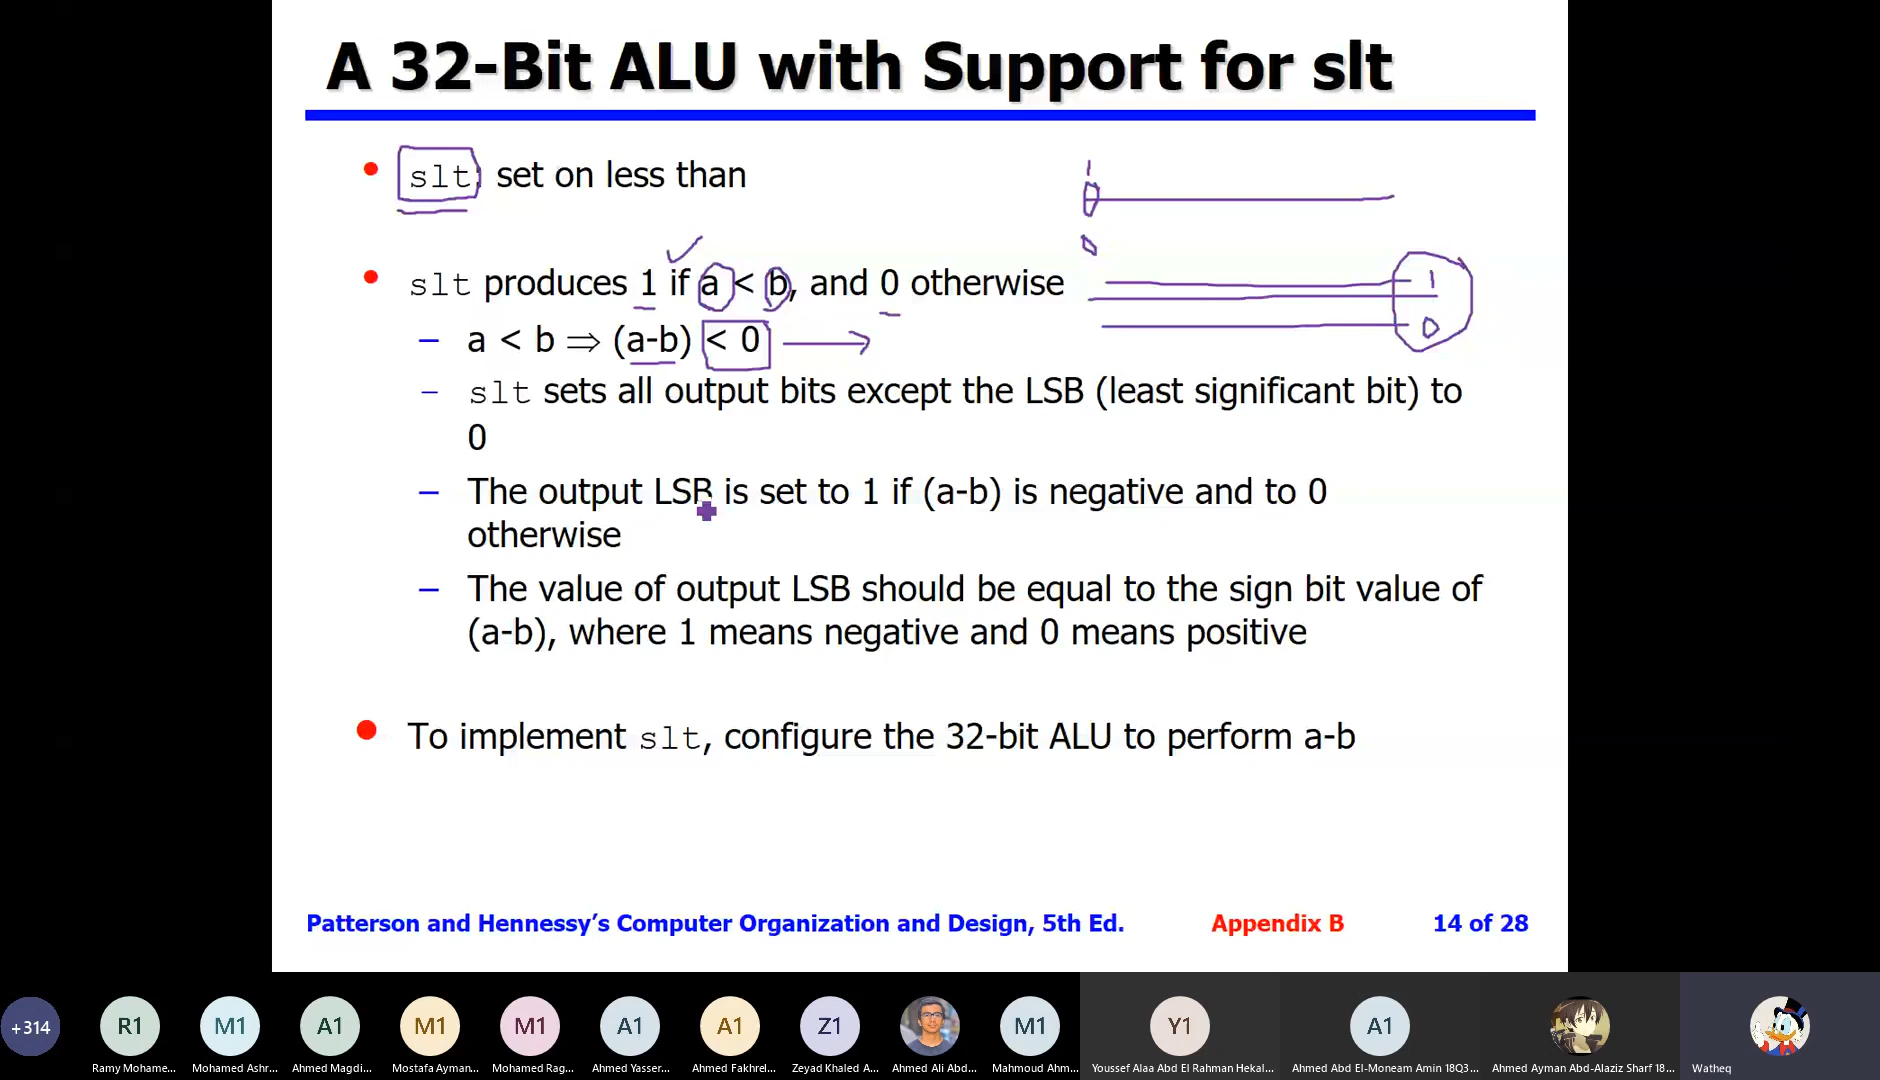 A 32-Bit ALU with Support for slt
• slt, set on less than
1
0
• slt produces 1 if a < b, and 0 otherwise
1
– a < b ⇒ (a-b) < 0
0
– slt sets all output bits except the LSB (least significant bit) to
0
– The output LSB is set to 1 if (a-b) is negative and to 0
otherwise
– The value of output LSB should be equal to the sign bit value of
(a-b), where 1 means negative and 0 means positive
• To implement slt, configure the 32-bit ALU to perform a-b
Patterson and Hennessy’s Computer Organization and Design, 5th Ed. Appendix B 14 of 28
+314 R1 M1 A1 M1 M1 A1 A1 Z1 M1 Y1 A1
Ramy Mohame... Mohamed Ashr... Ahmed Magdi... Mostafa Ayman... Mohamed Rag... Ahmed Yasser... Ahmed Fakhrel... Zeyad Khaled A... Ahmed Ali Abd... Mahmoud Ahm... Youssef Alaa Abd El Rahman Hekal... Ahmed Abd El-Moneam Amin 18Q3... Ahmed Ayman Abd-Alaziz Sharf 18... Watheq